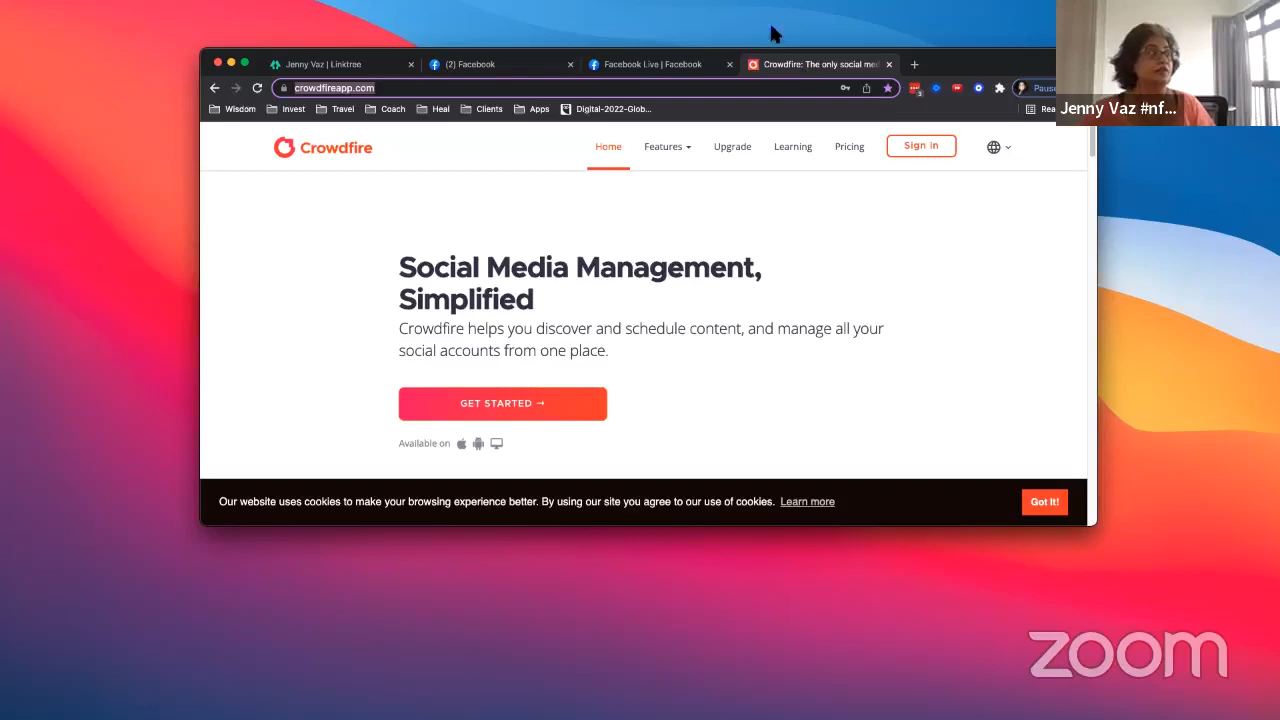 Jenny Vaz | Linktree
(2) Facebook
Facebook Live | Facebook
Crowdfire: The only social med
crowdfireapp.com
Pause
Wisdom Invest Travel Coach Heal Clients Apps Digital-2022-Glob... Rea
Jenny Vaz #nf...
Crowdfire
Home Features Upgrade Learning Pricing Sign in
Social Media Management,
Simplified
Crowdfire helps you discover and schedule content, and manage all your
social accounts from one place.
GET STARTED →
Available on
Our website uses cookies to make your browsing experience better. By using our site you agree to our use of cookies. Learn more
Got It!
zoom